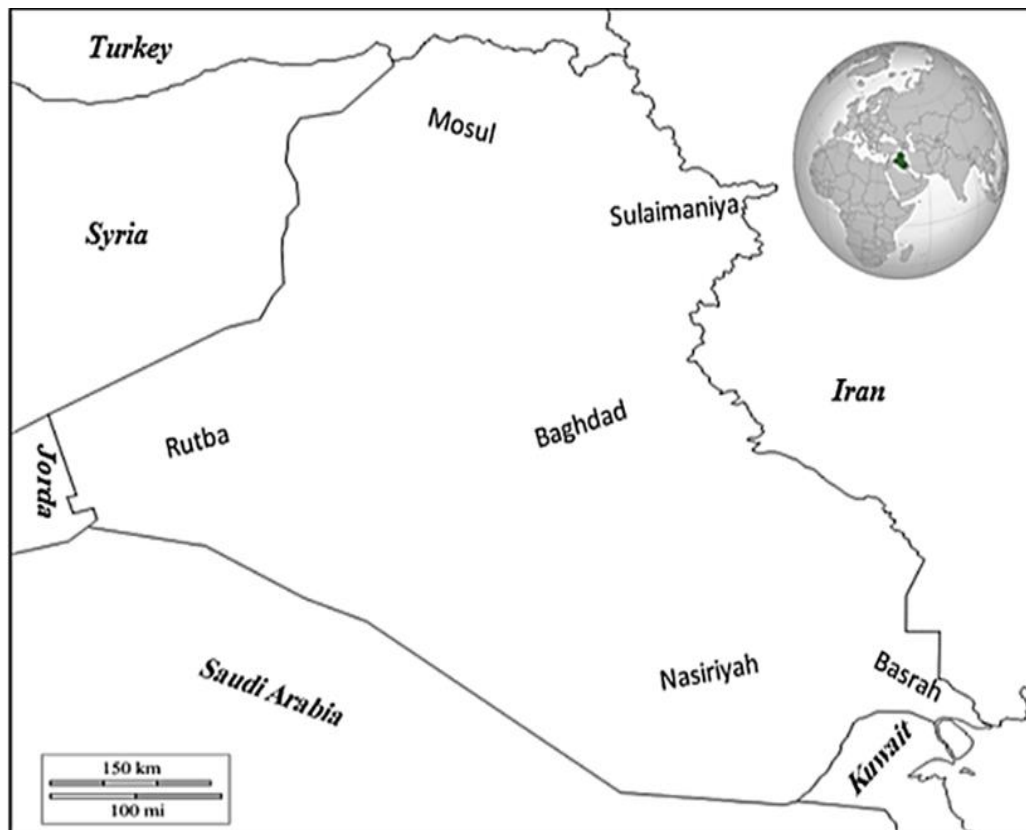 Turkey
Mosul
Sulaimaniya
Syria
Iran
Baghdad
Rutba
Jorda
Nasiriyah
Basrah
Saudi Arabia
Kuwait
150 km
100 mi